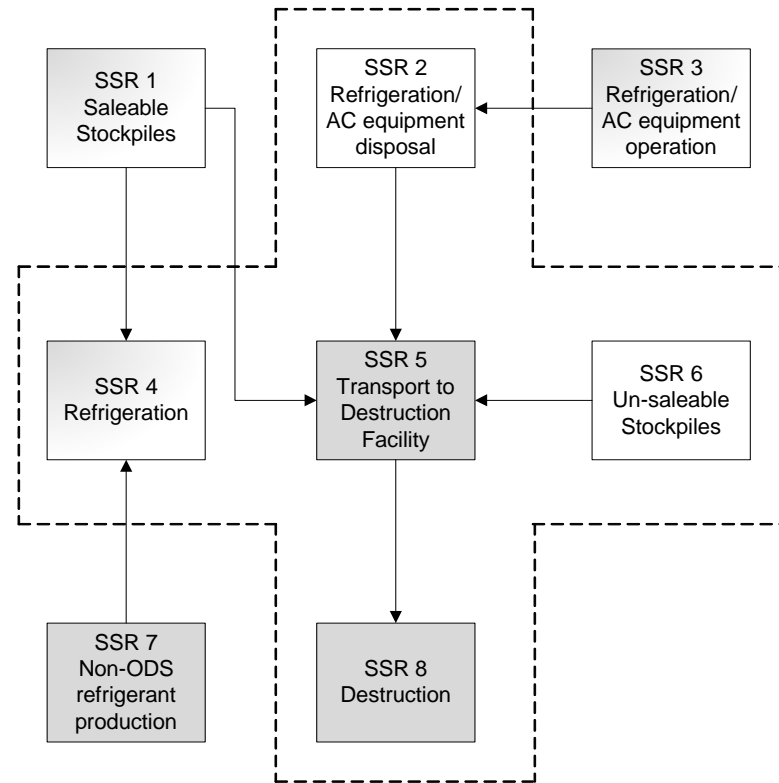 SSR 1
Saleable
Stockpiles
SSR 2
Refrigeration/
AC equipment
disposal
SSR 3
Refrigeration/
AC equipment
operation
SSR 4
Refrigeration
SSR 5
Transport to
Destruction
Facility
SSR 6
Un-saleable
Stockpiles
SSR 7
Non-ODS
refrigerant
production
SSR 8
Destruction